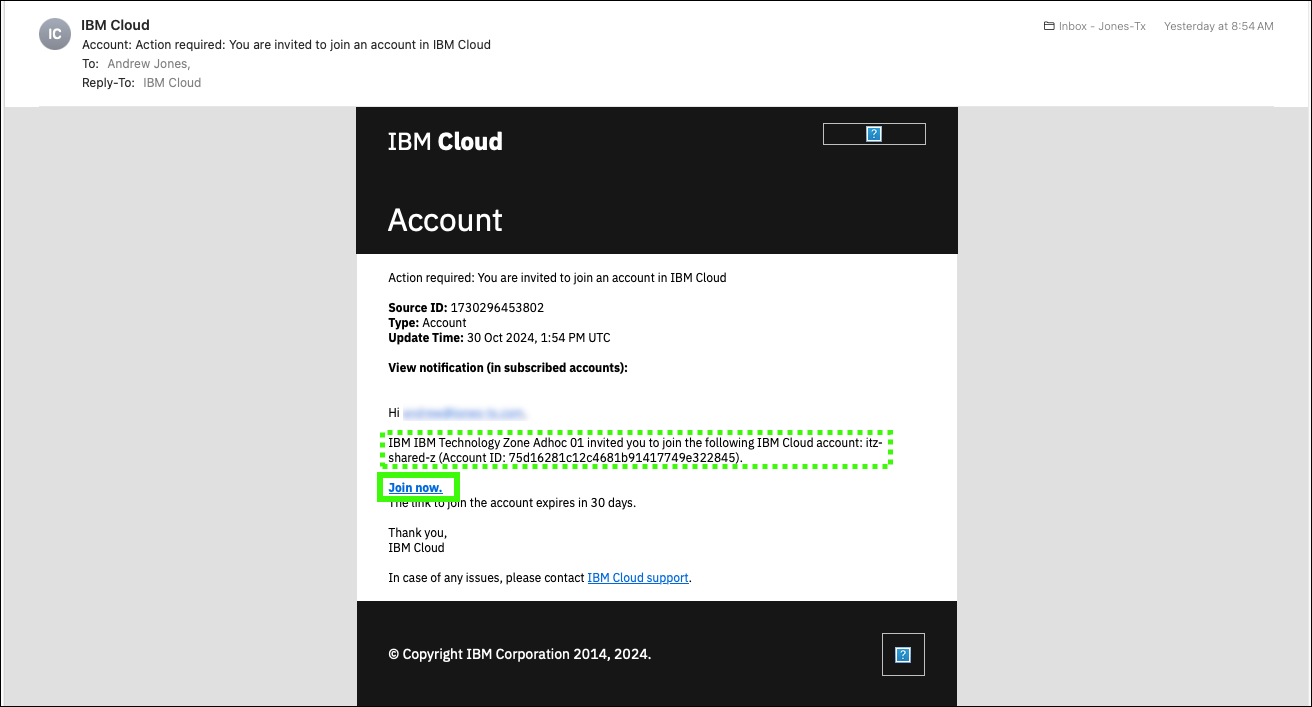 IC
IBM Cloud
Inbox - Jones-Tx Yesterday at 8:54 AM
Account: Action required: You are invited to join an account in IBM Cloud
To: Andrew Jones,
Reply-To: IBM Cloud
IBM Cloud
?
Account
Action required: You are invited to join an account in IBM Cloud
Source ID: 1730296453802
Type: Account
Update Time: 30 Oct 2024, 1:54 PM UTC
View notification (in subscribed accounts):
Hi
IBM IBM Technology Zone Adhoc 01 invited you to join the following IBM Cloud account: itz-
shared-z (Account ID: 75d16281c12c4681b91417749e322845).
Join now.
The link to join the account expires in 30 days.
Thank you,
IBM Cloud
In case of any issues, please contact IBM Cloud support.
© Copyright IBM Corporation 2014, 2024.
?